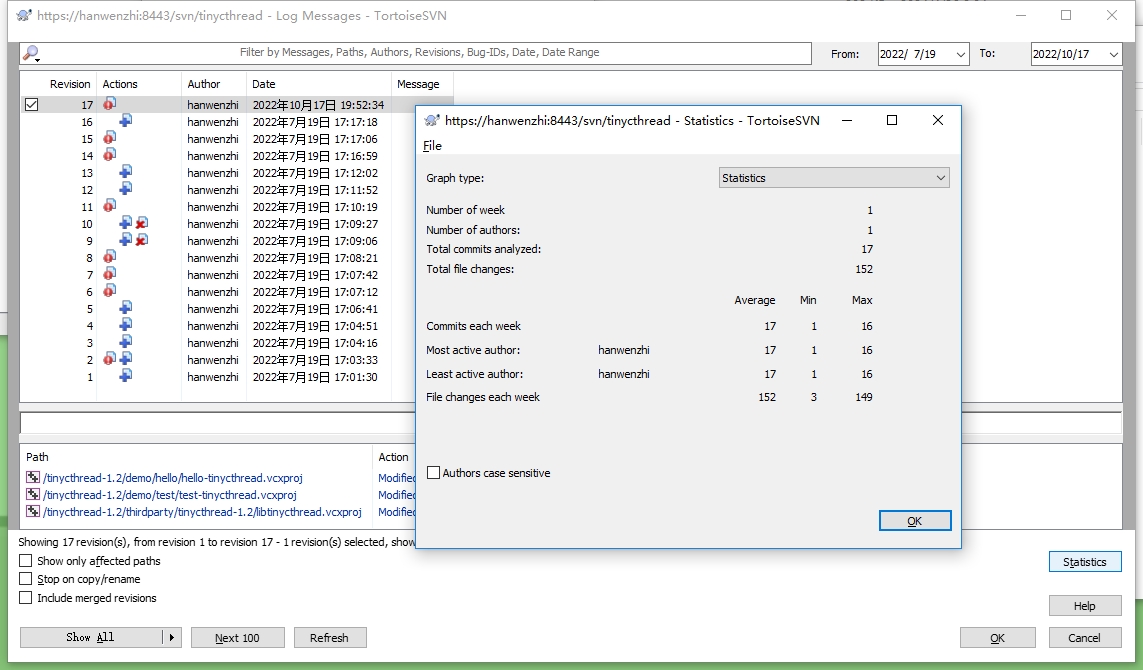 https://hanwenzhi:8443/svn/tinycthread - Log Messages - TortoiseSVN
Filter by Messages, Paths, Authors, Revisions, Bug-IDs, Date, Date Range
From: 2022/ 7/19 To: 2022/10/17
Revision Actions Author Date Message
17 hanwenzhi 2022年10月17日 19:52:34
16 hanwenzhi 2022年7月19日 17:17:18
15 hanwenzhi 2022年7月19日 17:17:06
14 hanwenzhi 2022年7月19日 17:16:59
13 hanwenzhi 2022年7月19日 17:12:02
12 hanwenzhi 2022年7月19日 17:11:52
11 hanwenzhi 2022年7月19日 17:10:19
10 hanwenzhi 2022年7月19日 17:09:27
9 hanwenzhi 2022年7月19日 17:09:06
8 hanwenzhi 2022年7月19日 17:08:21
7 hanwenzhi 2022年7月19日 17:07:42
6 hanwenzhi 2022年7月19日 17:07:12
5 hanwenzhi 2022年7月19日 17:06:41
4 hanwenzhi 2022年7月19日 17:04:51
3 hanwenzhi 2022年7月19日 17:04:16
2 hanwenzhi 2022年7月19日 17:03:33
1 hanwenzhi 2022年7月19日 17:01:30
https://hanwenzhi:8443/svn/tinycthread - Statistics - TortoiseSVN
File
Graph type: Statistics
Number of week 1
Number of authors: 1
Total commits analyzed: 17
Total file changes: 152
Average Min Max
Commits each week 17 1 16
Most active author: hanwenzhi 17 1 16
Least active author: hanwenzhi 17 1 16
File changes each week 152 3 149
Authors case sensitive
OK
Path Action
/tinycthread-1.2/demo/hello/hello-tinycthread.vcxproj Modified
/tinycthread-1.2/demo/test/test-tinycthread.vcxproj Modified
/tinycthread-1.2/thirdparty/tinycthread-1.2/libtinycthread.vcxproj Modified
Showing 17 revision(s), from revision 1 to revision 17 - 1 revision(s) selected, show
Show only affected paths
Stop on copy/rename
Include merged revisions
Statistics
Help
Show All Next 100 Refresh OK Cancel